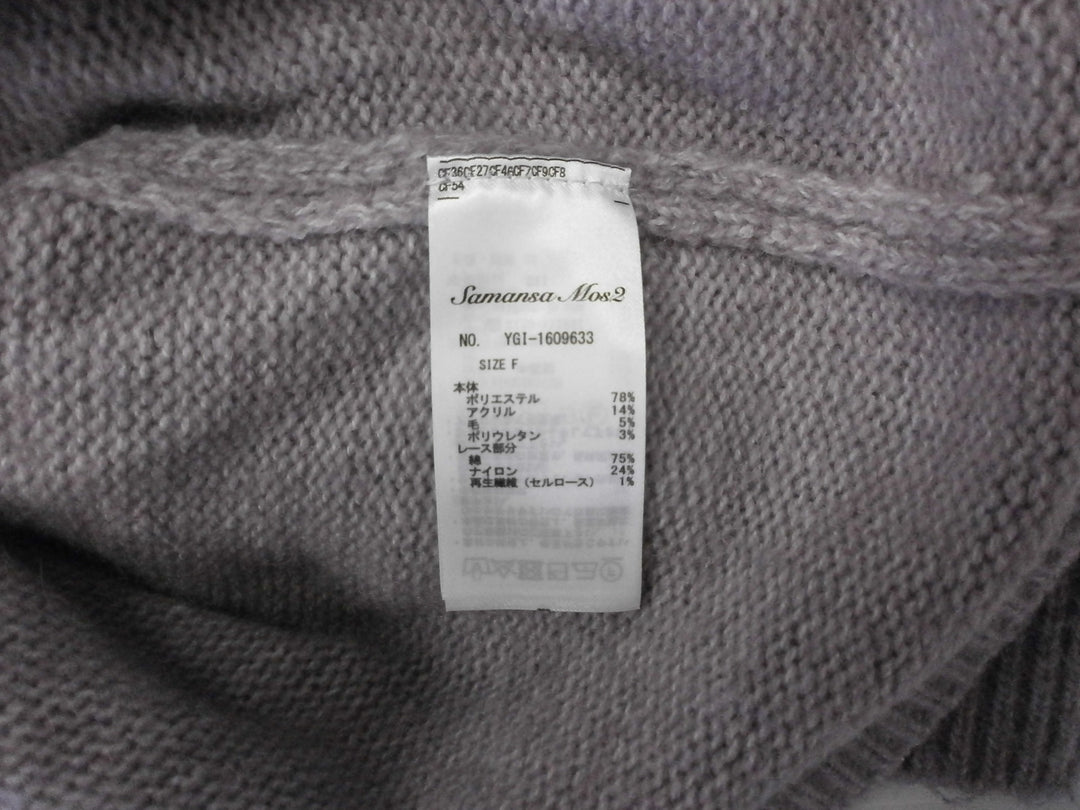 CF36CF27CF4ACF7CF9CF8
CF54
Samansa Mos2
NO. YGI-1609633
SIZE F
本体
ポリエステル 78%
アクリル 14%
毛 5%
ポリウレタン 3%
レース部分
綿 75%
ナイロン 24%
再生繊維(セルロース) 1%